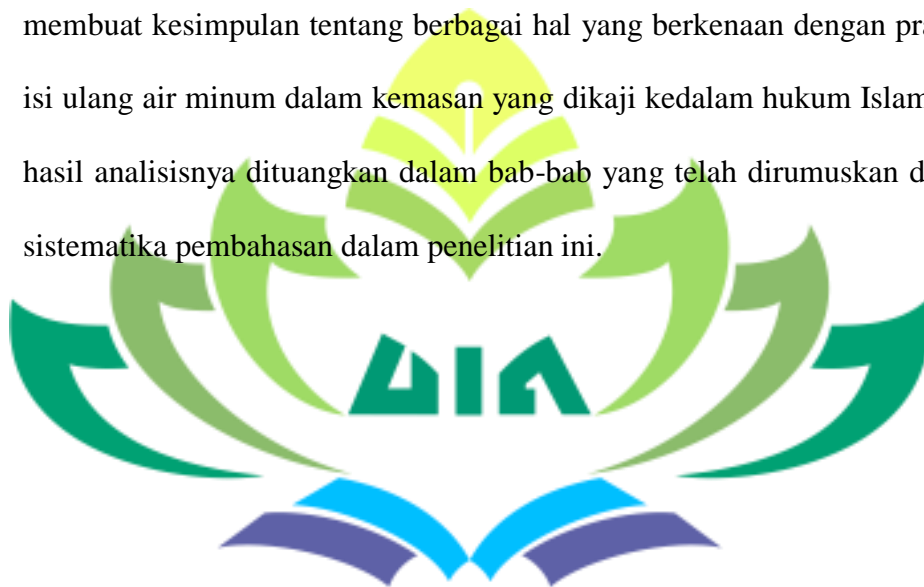 membuat kesimpulan tentang berbagai hal yang berkenaan dengan
isi ulang air minum dalam kemasan yang dikaji kedalam hukum Islam
hasil analisisnya dituangkan dalam bab-bab yang telah dirumuskan
sistematika pembahasan dalam penelitian ini.